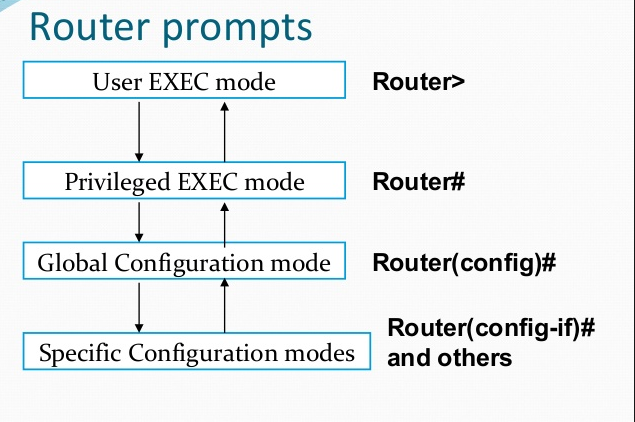 Router prompts
User EXEC mode
Router>
Privileged EXEC mode
Router#
Global Configuration mode
Router(config)#
Specific Configuration modes
Router(config-if)#
and others